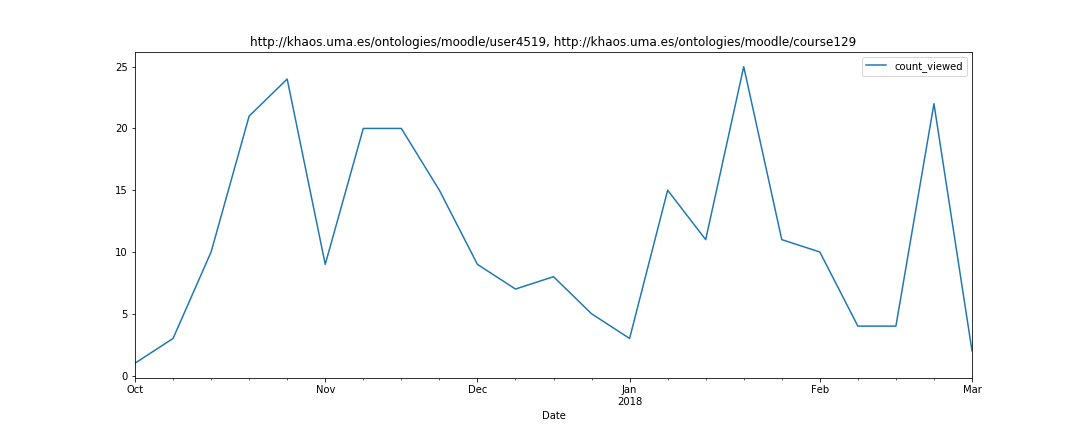 http://khaos.uma.es/ontologies/moodle/user4519, http://khaos.uma.es/ontologies/moodle/course129
count_viewed
25
20
15
10
5
0
Oct Nov Dec Jan Feb Mar
2018
Date